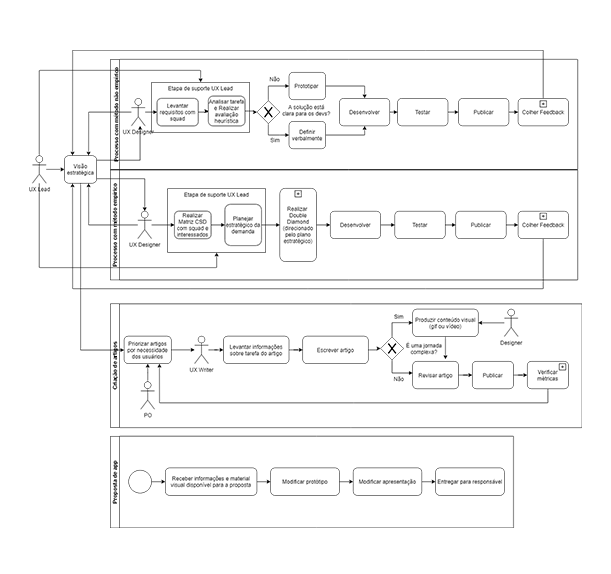 Processo com método não empírico
Etapa de suporte UX Lead
Levantar
requisitos com
squad
Analisar tarefa
e Realizar
avaliação
heurística
UX Designer
Não
Prototipar
A solução está
clara para os devs?
Sim
Definir
verbalmente
Desenvolver
Testar
Publicar
Colher Feedback
UX Lead
Visão
estratégica
Processo com método empírico
Etapa de suporte UX Lead
Realizar
Matriz CSD
com squad e
interessados
Planejar
estratégico da
demanda
UX Designer
Realizar
Double
Diamond
(direcionado
pelo plano
estratégico)
Desenvolver
Testar
Publicar
Colher Feedback
Criação de artigos
Priorizar artigos
por necessidade
dos usuários
PO
UX Writer
Levantar informações
sobre tarefa do artigo
Escrever artigo
Sim
Produzir conteúdo visual
(gif ou vídeo)
Designer
É uma jornada
complexa?
Não
Revisar artigo
Publicar
Verificar
métricas
Proposta de app
Receber informações e material
visual disponível para a proposta
Modificar protótipo
Modificar apresentação
Entregar para responsável